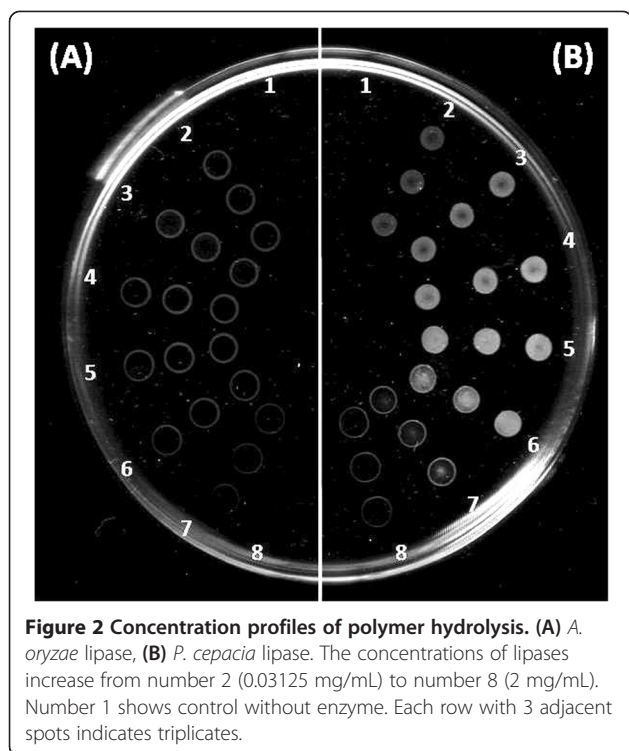 (A) (B)
1 1
2 2
3 3
4 4
5 5
6 6
7 7
8 8
Figure 2 Concentration profiles of polymer hydrolysis. (A) A.
oryzae lipase, (B) P. cepacia lipase. The concentrations of lipases
increase from number 2 (0.03125 mg/mL) to number 8 (2 mg/mL).
Number 1 shows control without enzyme. Each row with 3 adjacent
spots indicates triplicates.